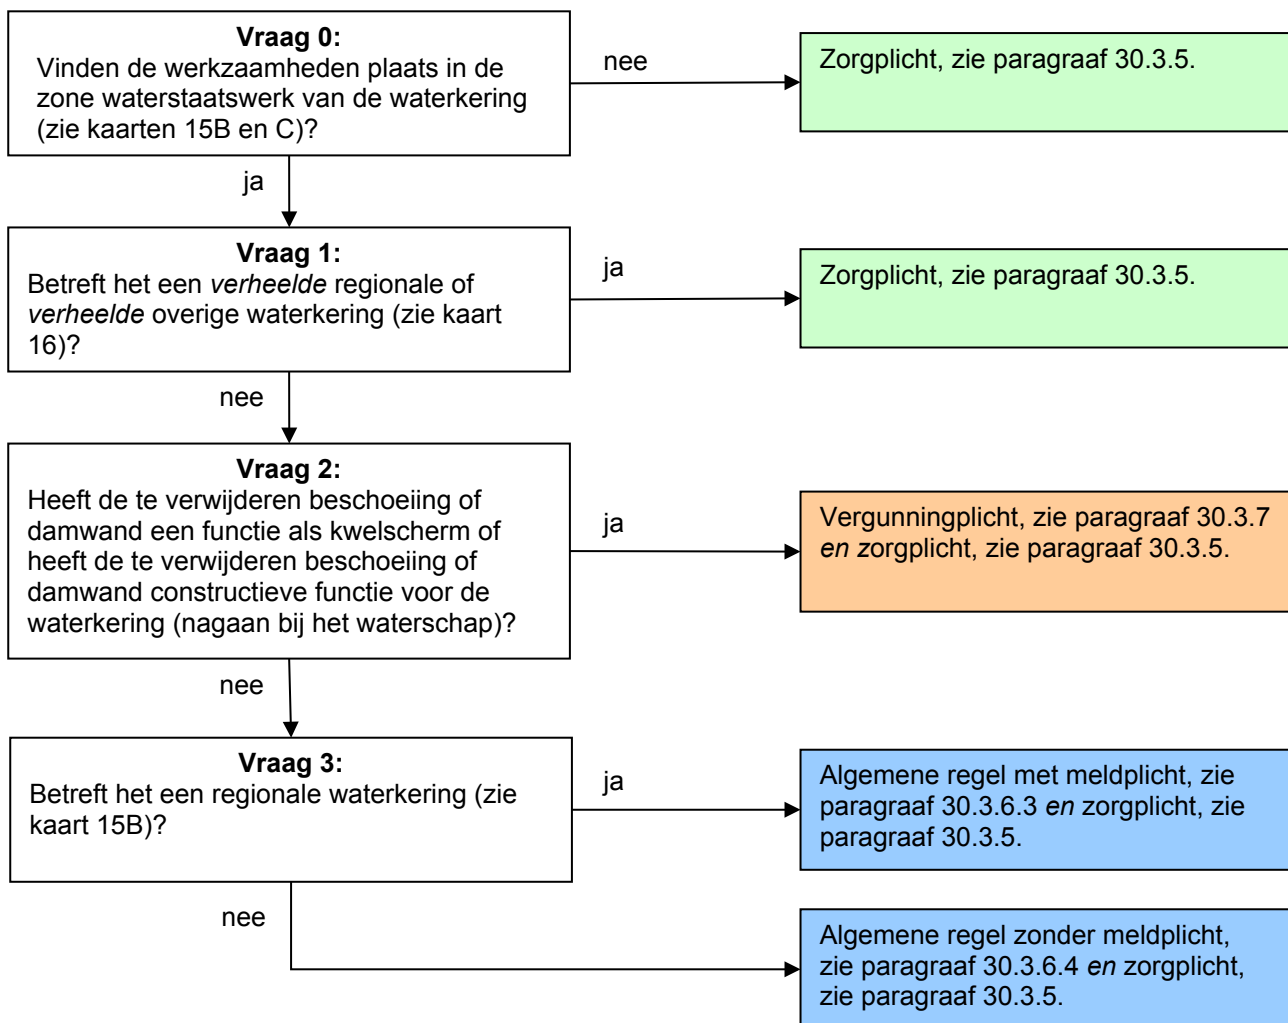 Vraag 0:
Vinden de werkzaamheden plaats in de
zone waterstaatswerk van de waterkering
(zie kaarten 15B en C)?
nee
Zorgplicht, zie paragraaf 30.3.5.
ja
Vraag 1:
Betreft het een verheelde regionale of
verheelde overige waterkering (zie kaart
16)?
ja
Zorgplicht, zie paragraaf 30.3.5.
nee
Vraag 2:
Heeft de te verwijderen beschoeiing of
damwand een functie als kwelscherm of
heeft de te verwijderen beschoeiing of
damwand constructieve functie voor de
waterkering (nagaan bij het waterschap)?
ja
Vergunningplicht, zie paragraaf 30.3.7
en zorgplicht, zie paragraaf 30.3.5.
nee
Vraag 3:
Betreft het een regionale waterkering (zie
kaart 15B)?
ja
Algemene regel met meldplicht, zie
paragraaf 30.3.6.3 en zorgplicht, zie
paragraaf 30.3.5.
nee
Algemene regel zonder meldplicht,
zie paragraaf 30.3.6.4 en zorgplicht,
zie paragraaf 30.3.5.